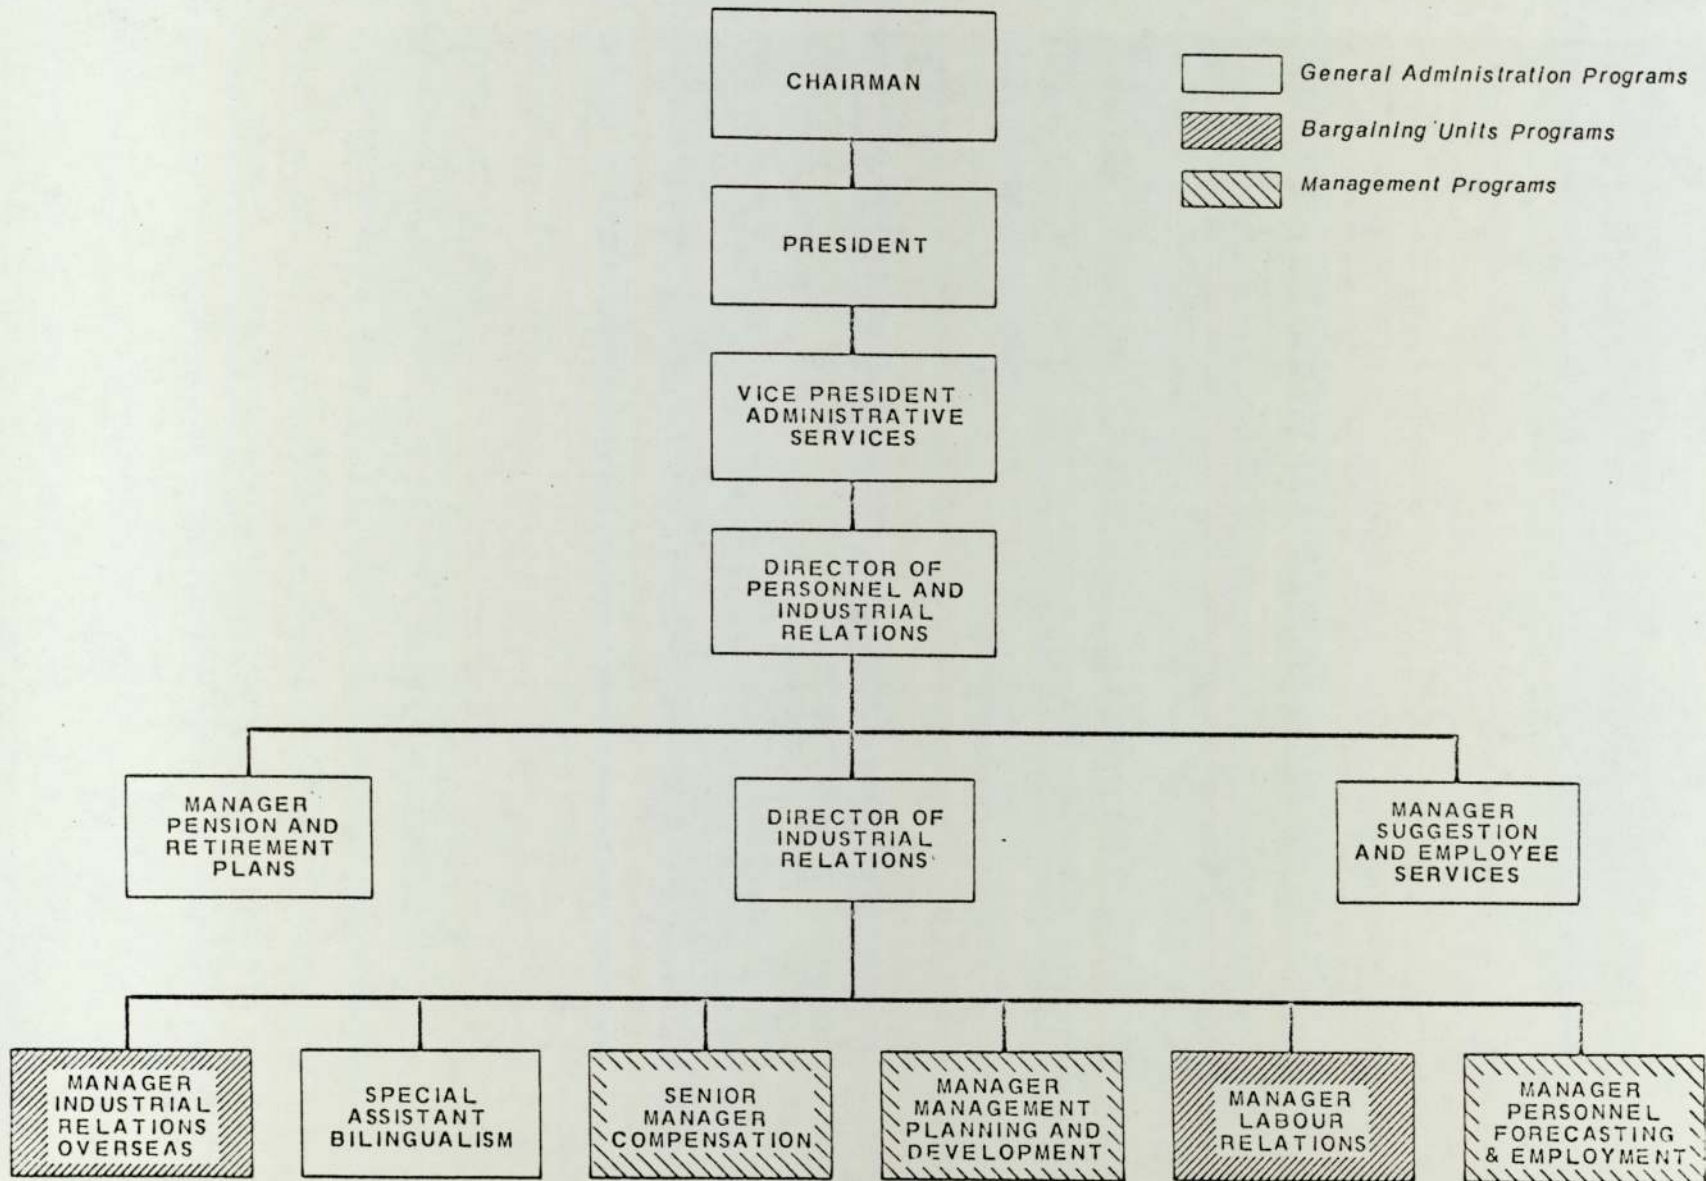 CHAIRMAN
General Administration Programs
Bargaining Units Programs
Management Programs
PRESIDENT
VICE PRESIDENT
ADMINISTRATIVE
SERVICES
DIRECTOR OF
PERSONNEL AND
INDUSTRIAL
RELATIONS
MANAGER
PENSION AND
RETIREMENT
PLANS
DIRECTOR OF
INDUSTRIAL
RELATIONS
MANAGER
SUGGESTION
AND EMPLOYEE
SERVICES
MANAGER
INDUSTRIAL
RELATIONS
OVERSEAS
SPECIAL
ASSISTANT
BILINGUALISM
SENIOR
MANAGER
COMPENSATION
MANAGER
MANAGEMENT
PLANNING AND
DEVELOPMENT
MANAGER
LABOUR
RELATIONS
MANAGER
PERSONNEL
FORECASTING
& EMPLOYMENT